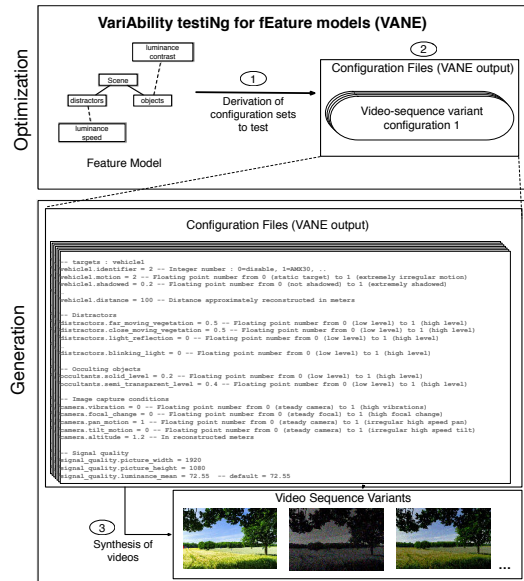 VariAbility testiNg for fEature models (VANE)
Optimization
luminance
contrast
Scene
distractors
objects
luminance
speed
Feature Model
1
Derivation of
configuration sets
to test
2
Configuration Files (VANE output)
Video-sequence variant
configuration 1
Generation
Configuration Files (VANE output)
-- targets : vehicle1
vehicle1.identifier = 2 -- Integer number : 0=disable, 1=AMX30, ..
vehicle1.motion = 2 -- Floating point number from 0 (static target) to 1 (extremely irregular motion)
vehicle1.shadowed = 0.2 -- Floating point number from 0 (not shadowed) to 1 (extremely shadowed)
vehicle1.distance = 100 -- Distance approximately reconstructed in meters
-- Distractors
distractors.far_moving_vegetation = 0.5 -- Floating point number from 0 (low level) to 1 (high level)
distractors.close_moving_vegetation = 0.5 -- Floating point number from 0 (low level) to 1 (high level)
distractors.light_reflection = 0 -- Floating point number from 0 (low level) to 1 (high level)
distractors.blinking_light = 0 -- Floating point number from 0 (low level) to 1 (high level)
-- Occulting objects
occultants.solid_level = 0.2 -- Floating point number from 0 (low level) to 1 (high level)
occultants.semi_transparent_level = 0.4 -- Floating point number from 0 (low level) to 1 (high level)
-- Image capture conditions
camera.vibration = 0 -- Floating point number from 0 (steady camera) to 1 (high vibrations)
camera.focal_change = 0 -- Floating point number from 0 (steady focal) to 1 (high focal change)
camera.pan_motion = 1 -- Floating point number from 0 (steady camera) to 1 (irregular high speed pan)
camera.tilt_motion = 0 -- Floating point number from 0 (steady camera) to 1 (irregular high speed tilt)
camera.altitude = 1.2 -- In reconstructed meters
-- Signal quality
signal_quality.picture_width = 1920
signal_quality.picture_height = 1080
signal_quality.luminance_mean = 72.55 -- default = 72.55
3
Synthesis of
videos
Video Sequence Variants
...